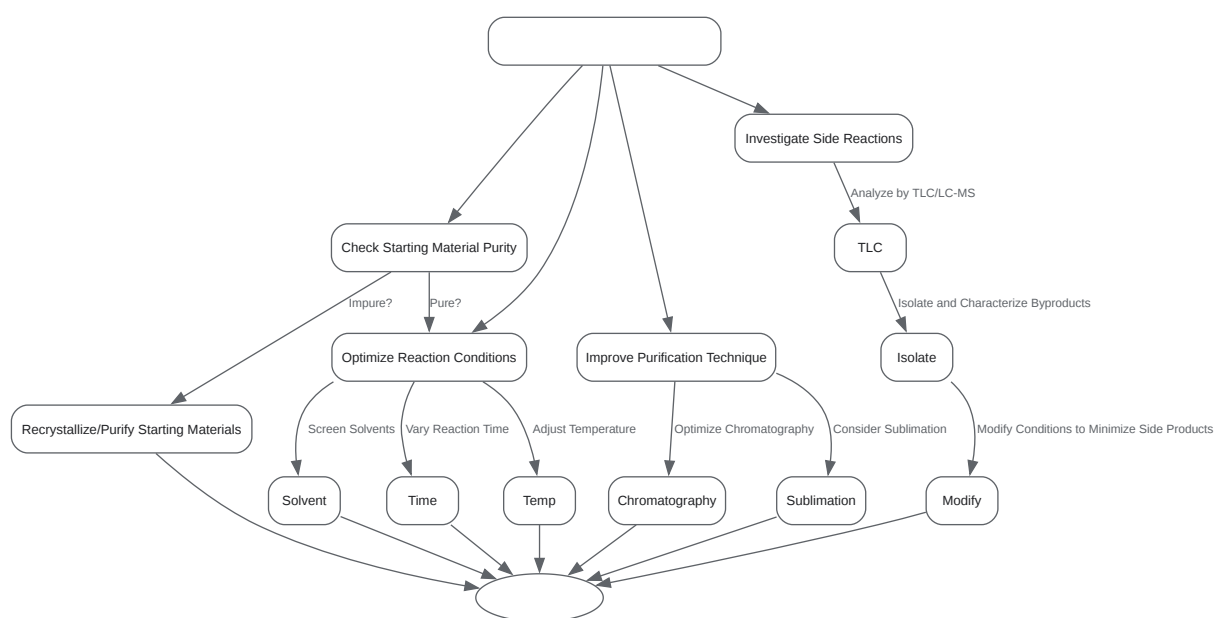 Investigate Side Reactions
Analyze by TLC/LC-MS
Check Starting Material Purity
TLC
Impure?
Pure?
Isolate and Characterize Byproducts
Optimize Reaction Conditions
Improve Purification Technique
Isolate
Recrystallize/Purify Starting Materials
Screen Solvents
Vary Reaction Time
Adjust Temperature
Optimize Chromatography
Consider Sublimation
Modify Conditions to Minimize Side Products
Solvent
Time
Temp
Chromatography
Sublimation
Modify